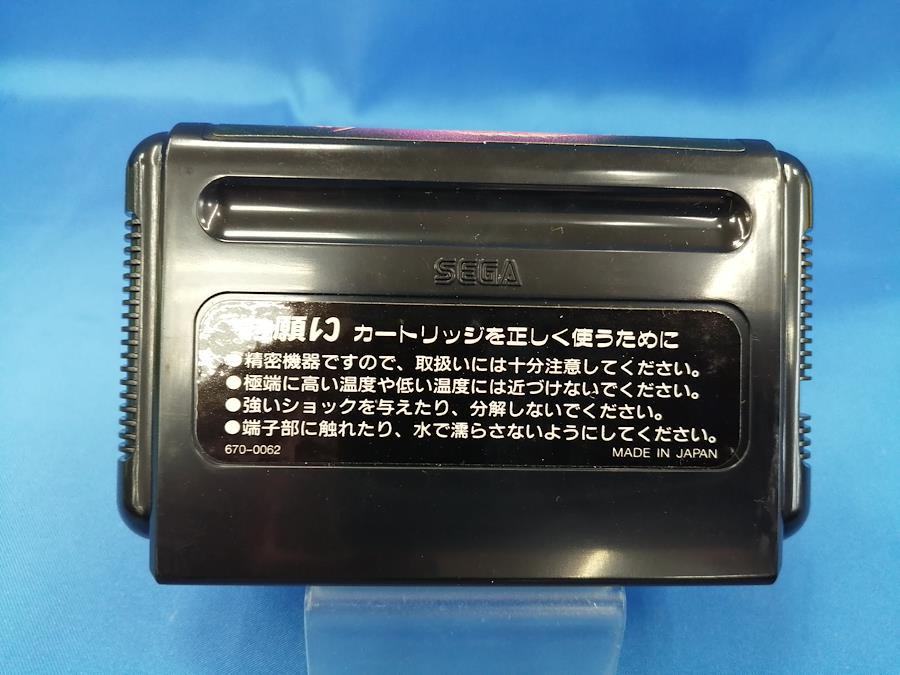 SEGA
お願い カートリッジを正しく使うために
●精密機器ですので、取扱いには十分注意してください。
●極端に高い温度や低い温度には近づけないでください。
●強いショックを与えたり、分解しないでください。
●端子部に触れたり、水で濡らさないようにしてください。
670-0062
MADE IN JAPAN